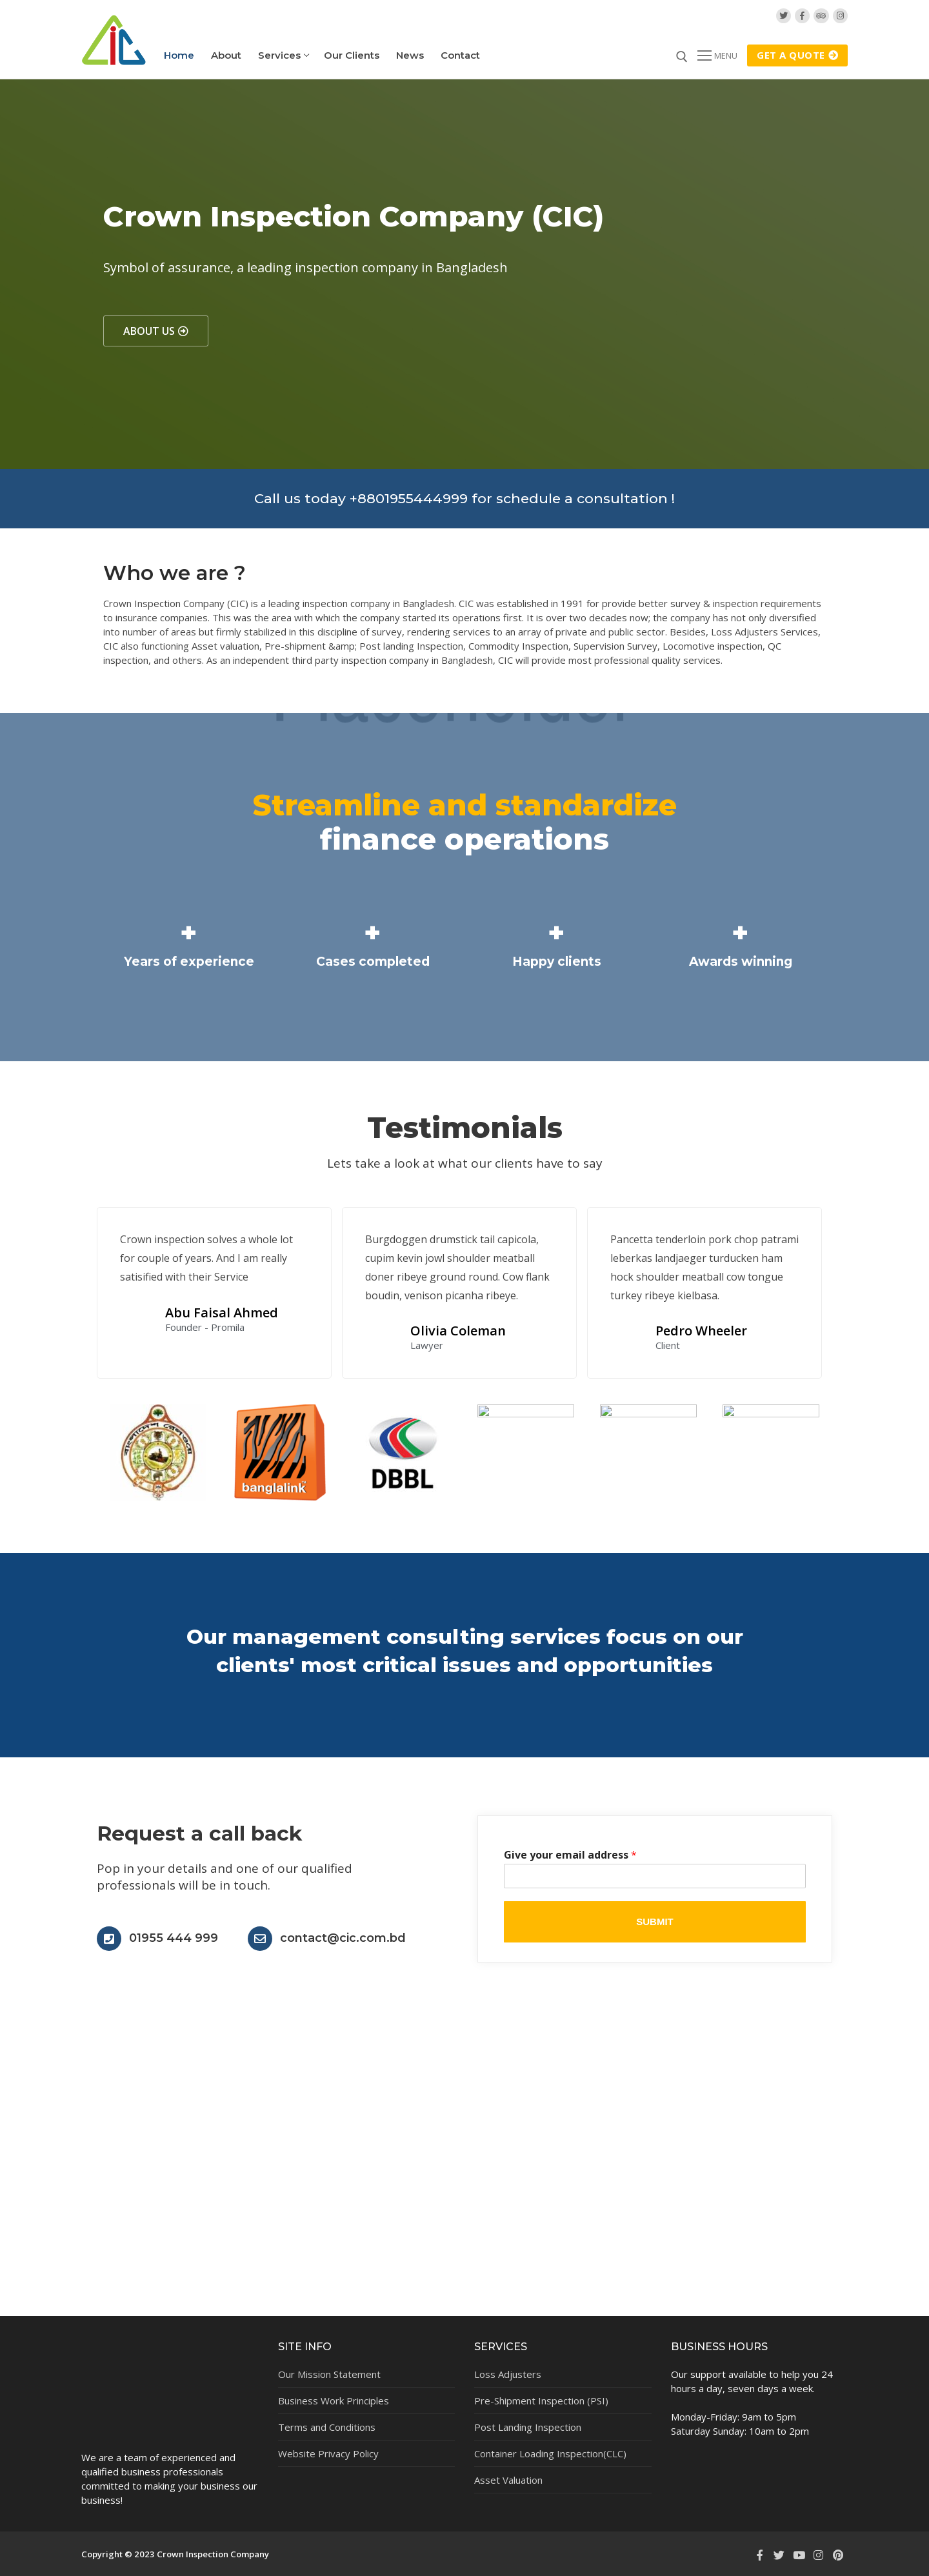 CIC
Home
About
Services
Our Clients
News
Contact
MENU
GET A QUOTE
Crown Inspection Company (CIC)
Symbol of assurance, a leading inspection company in Bangladesh
ABOUT US
Call us today +8801955444999 for schedule a consultation !
Who we are ?
Crown Inspection Company (CIC) is a leading inspection company in Bangladesh. CIC was established in 1991 for provide better survey & inspection requirements
to insurance companies. This was the area with which the company started its operations first. It is over two decades now; the company has not only diversified
into number of areas but firmly stabilized in this discipline of survey, rendering services to an array of private and public sector. Besides, Loss Adjusters Services,
CIC also functioning Asset valuation, Pre-shipment &amp; Post landing Inspection, Commodity Inspection, Supervision Survey, Locomotive inspection, QC
inspection, and others. As an independent third party inspection company in Bangladesh, CIC will provide most professional quality services.
Placeholder
Streamline and standardize
finance operations
+
Years of experience
+
Cases completed
+
Happy clients
+
Awards winning
Testimonials
Lets take a look at what our clients have to say
Crown inspection solves a whole lot
for couple of years. And I am really
satisified with their Service
Abu Faisal Ahmed
Founder - Promila
Burgdoggen drumstick tail capicola,
cupim kevin jowl shoulder meatball
doner ribeye ground round. Cow flank
boudin, venison picanha ribeye.
Olivia Coleman
Lawyer
Pancetta tenderloin pork chop patrami
leberkas landjaeger turducken ham
hock shoulder meatball cow tongue
turkey ribeye kielbasa.
Pedro Wheeler
Client
banglalink
DBBL
Our management consulting services focus on our
clients' most critical issues and opportunities
Request a call back
Pop in your details and one of our qualified
professionals will be in touch.
01955 444 999
contact@cic.com.bd
Give your email address *
SUBMIT
We are a team of experienced and
qualified business professionals
committed to making your business our
business!
SITE INFO
Our Mission Statement
Business Work Principles
Terms and Conditions
Website Privacy Policy
SERVICES
Loss Adjusters
Pre-Shipment Inspection (PSI)
Post Landing Inspection
Container Loading Inspection(CLC)
Asset Valuation
BUSINESS HOURS
Our support available to help you 24
hours a day, seven days a week.
Monday-Friday: 9am to 5pm
Saturday Sunday: 10am to 2pm
Copyright © 2023 Crown Inspection Company